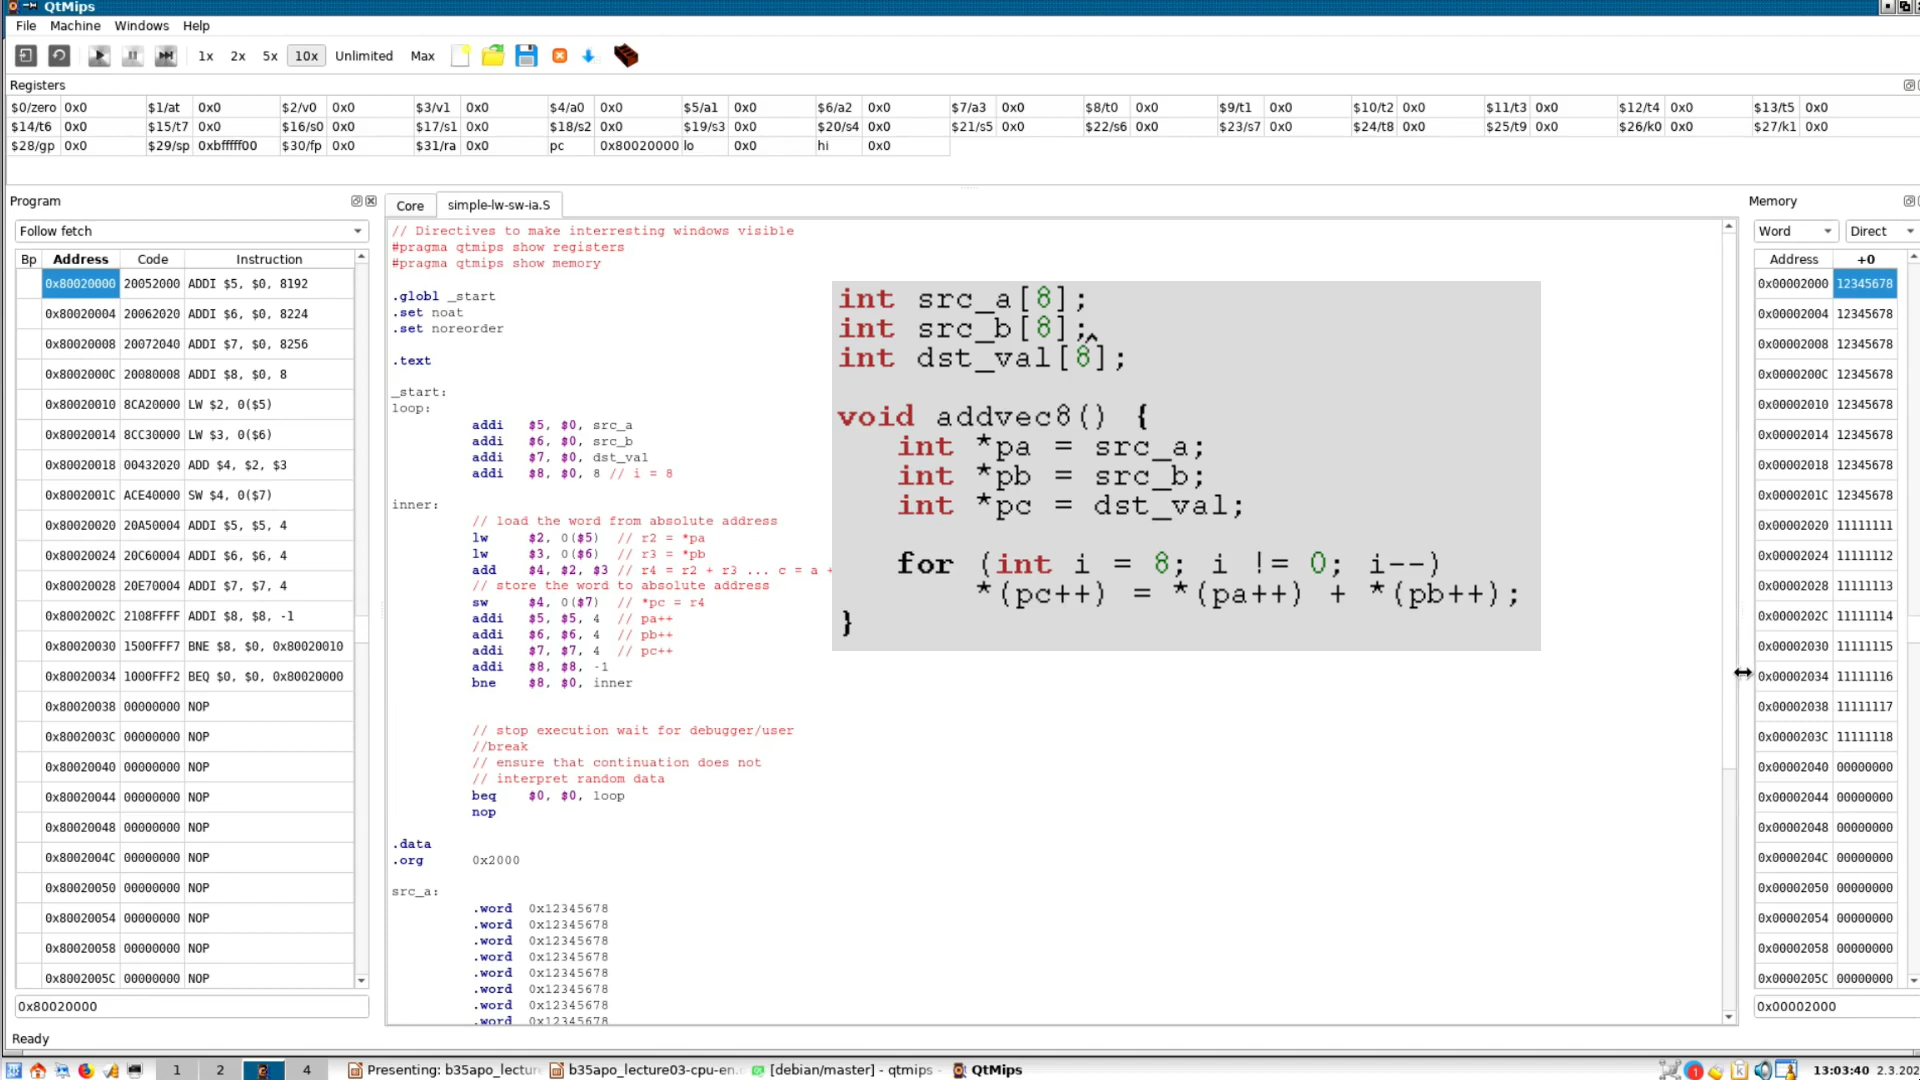 QtMips
File Machine Windows Help
1x 2x 5x 10x Unlimited Max
Registers
$0/zero 0x0 $1/at 0x0 $2/v0 0x0 $3/v1 0x0 $4/a0 0x0 $5/a1 0x0 $6/a2 0x0 $7/a3 0x0 $8/t0 0x0 $9/t1 0x0 $10/t2 0x0 $11/t3 0x0 $12/t4 0x0 $13/t5 0x0
$14/t6 0x0 $15/t7 0x0 $16/s0 0x0 $17/s1 0x0 $18/s2 0x0 $19/s3 0x0 $20/s4 0x0 $21/s5 0x0 $22/s6 0x0 $23/s7 0x0 $24/t8 0x0 $25/t9 0x0 $26/k0 0x0 $27/k1 0x0
$28/gp 0x0 $29/sp 0xbfffff00 $30/fp 0x0 $31/ra 0x0 pc 0x80020000 lo 0x0 hi 0x0
Program
Follow fetch
Bp Address Code Instruction
0x80020000 20052000 ADDI $5, $0, 8192
0x80020004 20062020 ADDI $6, $0, 8224
0x80020008 20072040 ADDI $7, $0, 8256
0x8002000C 20080008 ADDI $8, $0, 8
0x80020010 8CA20000 LW $2, 0($5)
0x80020014 8CC30000 LW $3, 0($6)
0x80020018 00432020 ADD $4, $2, $3
0x8002001C ACE40000 SW $4, 0($7)
0x80020020 20A50004 ADDI $5, $5, 4
0x80020024 20C60004 ADDI $6, $6, 4
0x80020028 20E70004 ADDI $7, $7, 4
0x8002002C 2108FFFF ADDI $8, $8, -1
0x80020030 1500FFF7 BNE $8, $0, 0x80020010
0x80020034 1000FFF2 BEQ $0, $0, 0x80020000
0x80020038 00000000 NOP
0x8002003C 00000000 NOP
0x80020040 00000000 NOP
0x80020044 00000000 NOP
0x80020048 00000000 NOP
0x8002004C 00000000 NOP
0x80020050 00000000 NOP
0x80020054 00000000 NOP
0x80020058 00000000 NOP
0x8002005C 00000000 NOP
0x80020000
Core simple-lw-sw-ia.S
// Directives to make interresting windows visible
#pragma qtmips show registers
#pragma qtmips show memory
.globl _start
.set noat
.set noreorder
.text
_start:
loop:
addi $5, $0, src_a
addi $6, $0, src_b
addi $7, $0, dst_val
addi $8, $0, 8 // i = 8
inner:
// load the word from absolute address
lw $2, 0($5) // r2 = *pa
lw $3, 0($6) // r3 = *pb
add $4, $2, $3 // r4 = r2 + r3 ... c = a +
// store the word to absolute address
sw $4, 0($7) // *pc = r4
addi $5, $5, 4 // pa++
addi $6, $6, 4 // pb++
addi $7, $7, 4 // pc++
addi $8, $8, -1
bne $8, $0, inner
// stop execution wait for debugger/user
//break
// ensure that continuation does not
// interpret random data
beq $0, $0, loop
nop
.data
.org 0x2000
src_a:
.word 0x12345678
.word 0x12345678
.word 0x12345678
.word 0x12345678
.word 0x12345678
.word 0x12345678
.word 0x12345678
.word 0x12345678
int src_a[8];
int src_b[8];
int dst_val[8];
void addvec8() {
int *pa = src_a;
int *pb = src_b;
int *pc = dst_val;
for (int i = 8; i != 0; i--)
*(pc++) = *(pa++) + *(pb++);
}
Memory
Word Direct
Address +0
0x00002000 12345678
0x00002004 12345678
0x00002008 12345678
0x0000200C 12345678
0x00002010 12345678
0x00002014 12345678
0x00002018 12345678
0x0000201C 12345678
0x00002020 11111111
0x00002024 11111112
0x00002028 11111113
0x0000202C 11111114
0x00002030 11111115
0x00002034 11111116
0x00002038 11111117
0x0000203C 11111118
0x00002040 00000000
0x00002044 00000000
0x00002048 00000000
0x0000204C 00000000
0x00002050 00000000
0x00002054 00000000
0x00002058 00000000
0x0000205C 00000000
0x00002000
Ready
1 2 4 Presenting: b35apo_lectur b35apo_lecture03-cpu-en. [debian/master] - qtmips - QtMips 1 13:03:40 2.3.202